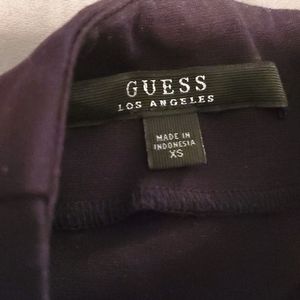 GUESS
LOS ANGELES
MADE IN
INDONESIA
XS